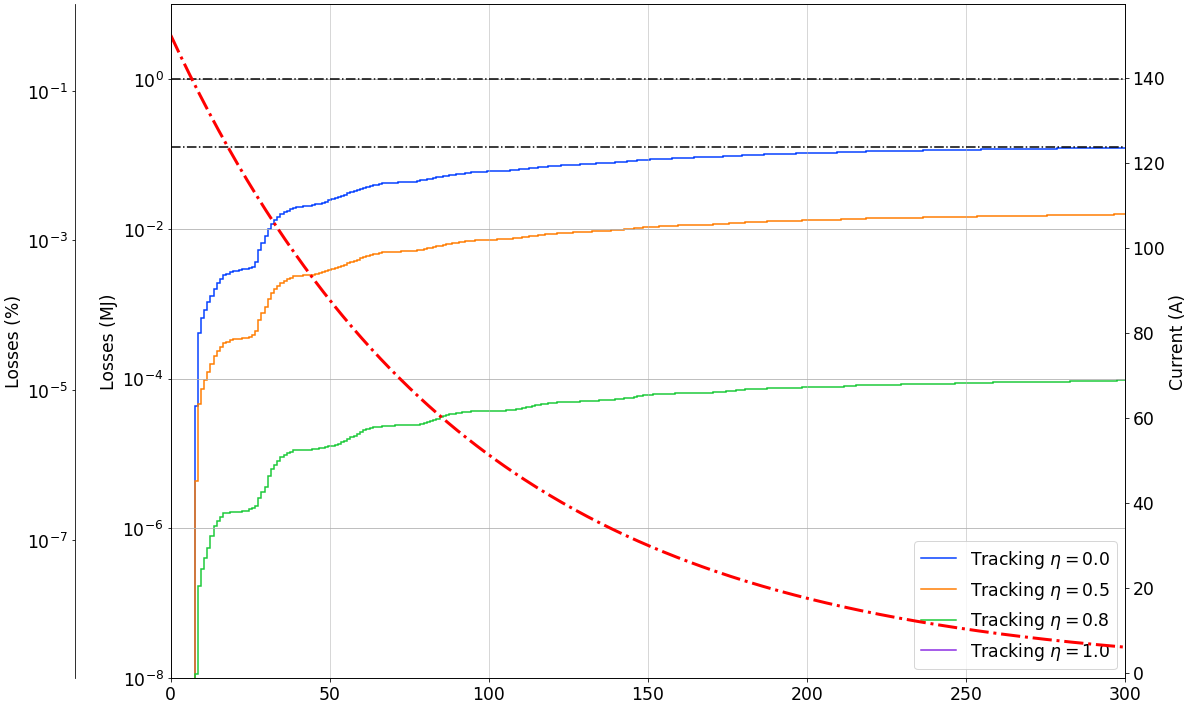 Losses (%)
10⁻¹
10⁻³
10⁻⁵
10⁻⁷
Losses (MJ)
10⁰
10⁻²
10⁻⁴
10⁻⁶
10⁻⁸
0 50 100 150 200 250 300
Current (A)
140
120
100
80
60
40
20
0
Tracking η = 0.0
Tracking η = 0.5
Tracking η = 0.8
Tracking η = 1.0